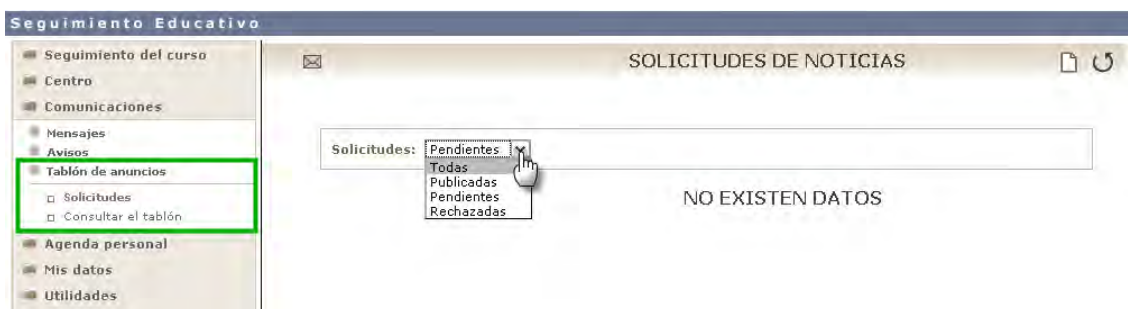 Seguimiento Educativo
Seguimiento del curso
Centro
Comunicaciones
Mensajes
Avisos
Tablón de anuncios
Solicitudes
Consultar el tablón
Agenda personal
Mis datos
Utilidades
SOLICITUDES DE NOTICIAS
Solicitudes: Pendientes
Todas
Publicadas
Pendientes
Rechazadas
NO EXISTEN DATOS